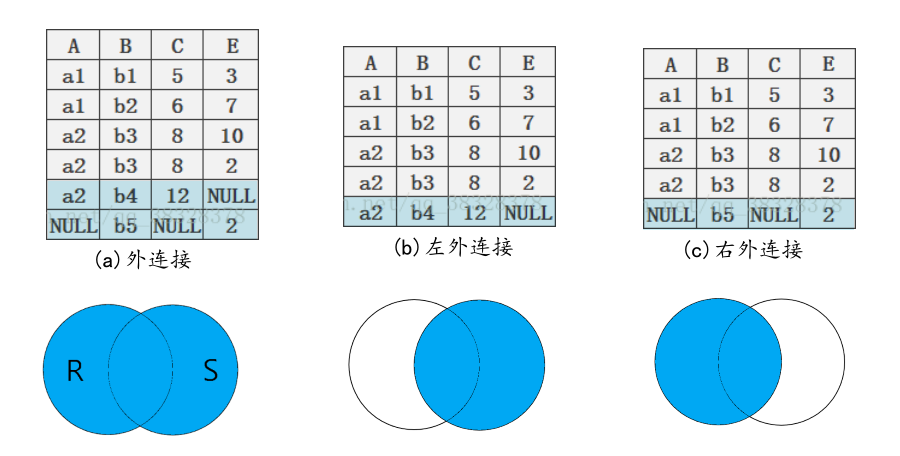 A B C E
a1 b1 5 3
a1 b2 6 7
a2 b3 8 10
a2 b3 8 2
a2 b4 12 NULL
NULL b5 NULL 2
(a)外连接
A B C E
a1 b1 5 3
a1 b2 6 7
a2 b3 8 10
a2 b3 8 2
a2 b4 12 NULL
(b)左外连接
A B C E
a1 b1 5 3
a1 b2 6 7
a2 b3 8 10
a2 b3 8 2
NULL b5 NULL 2
(c)右外连接
R S